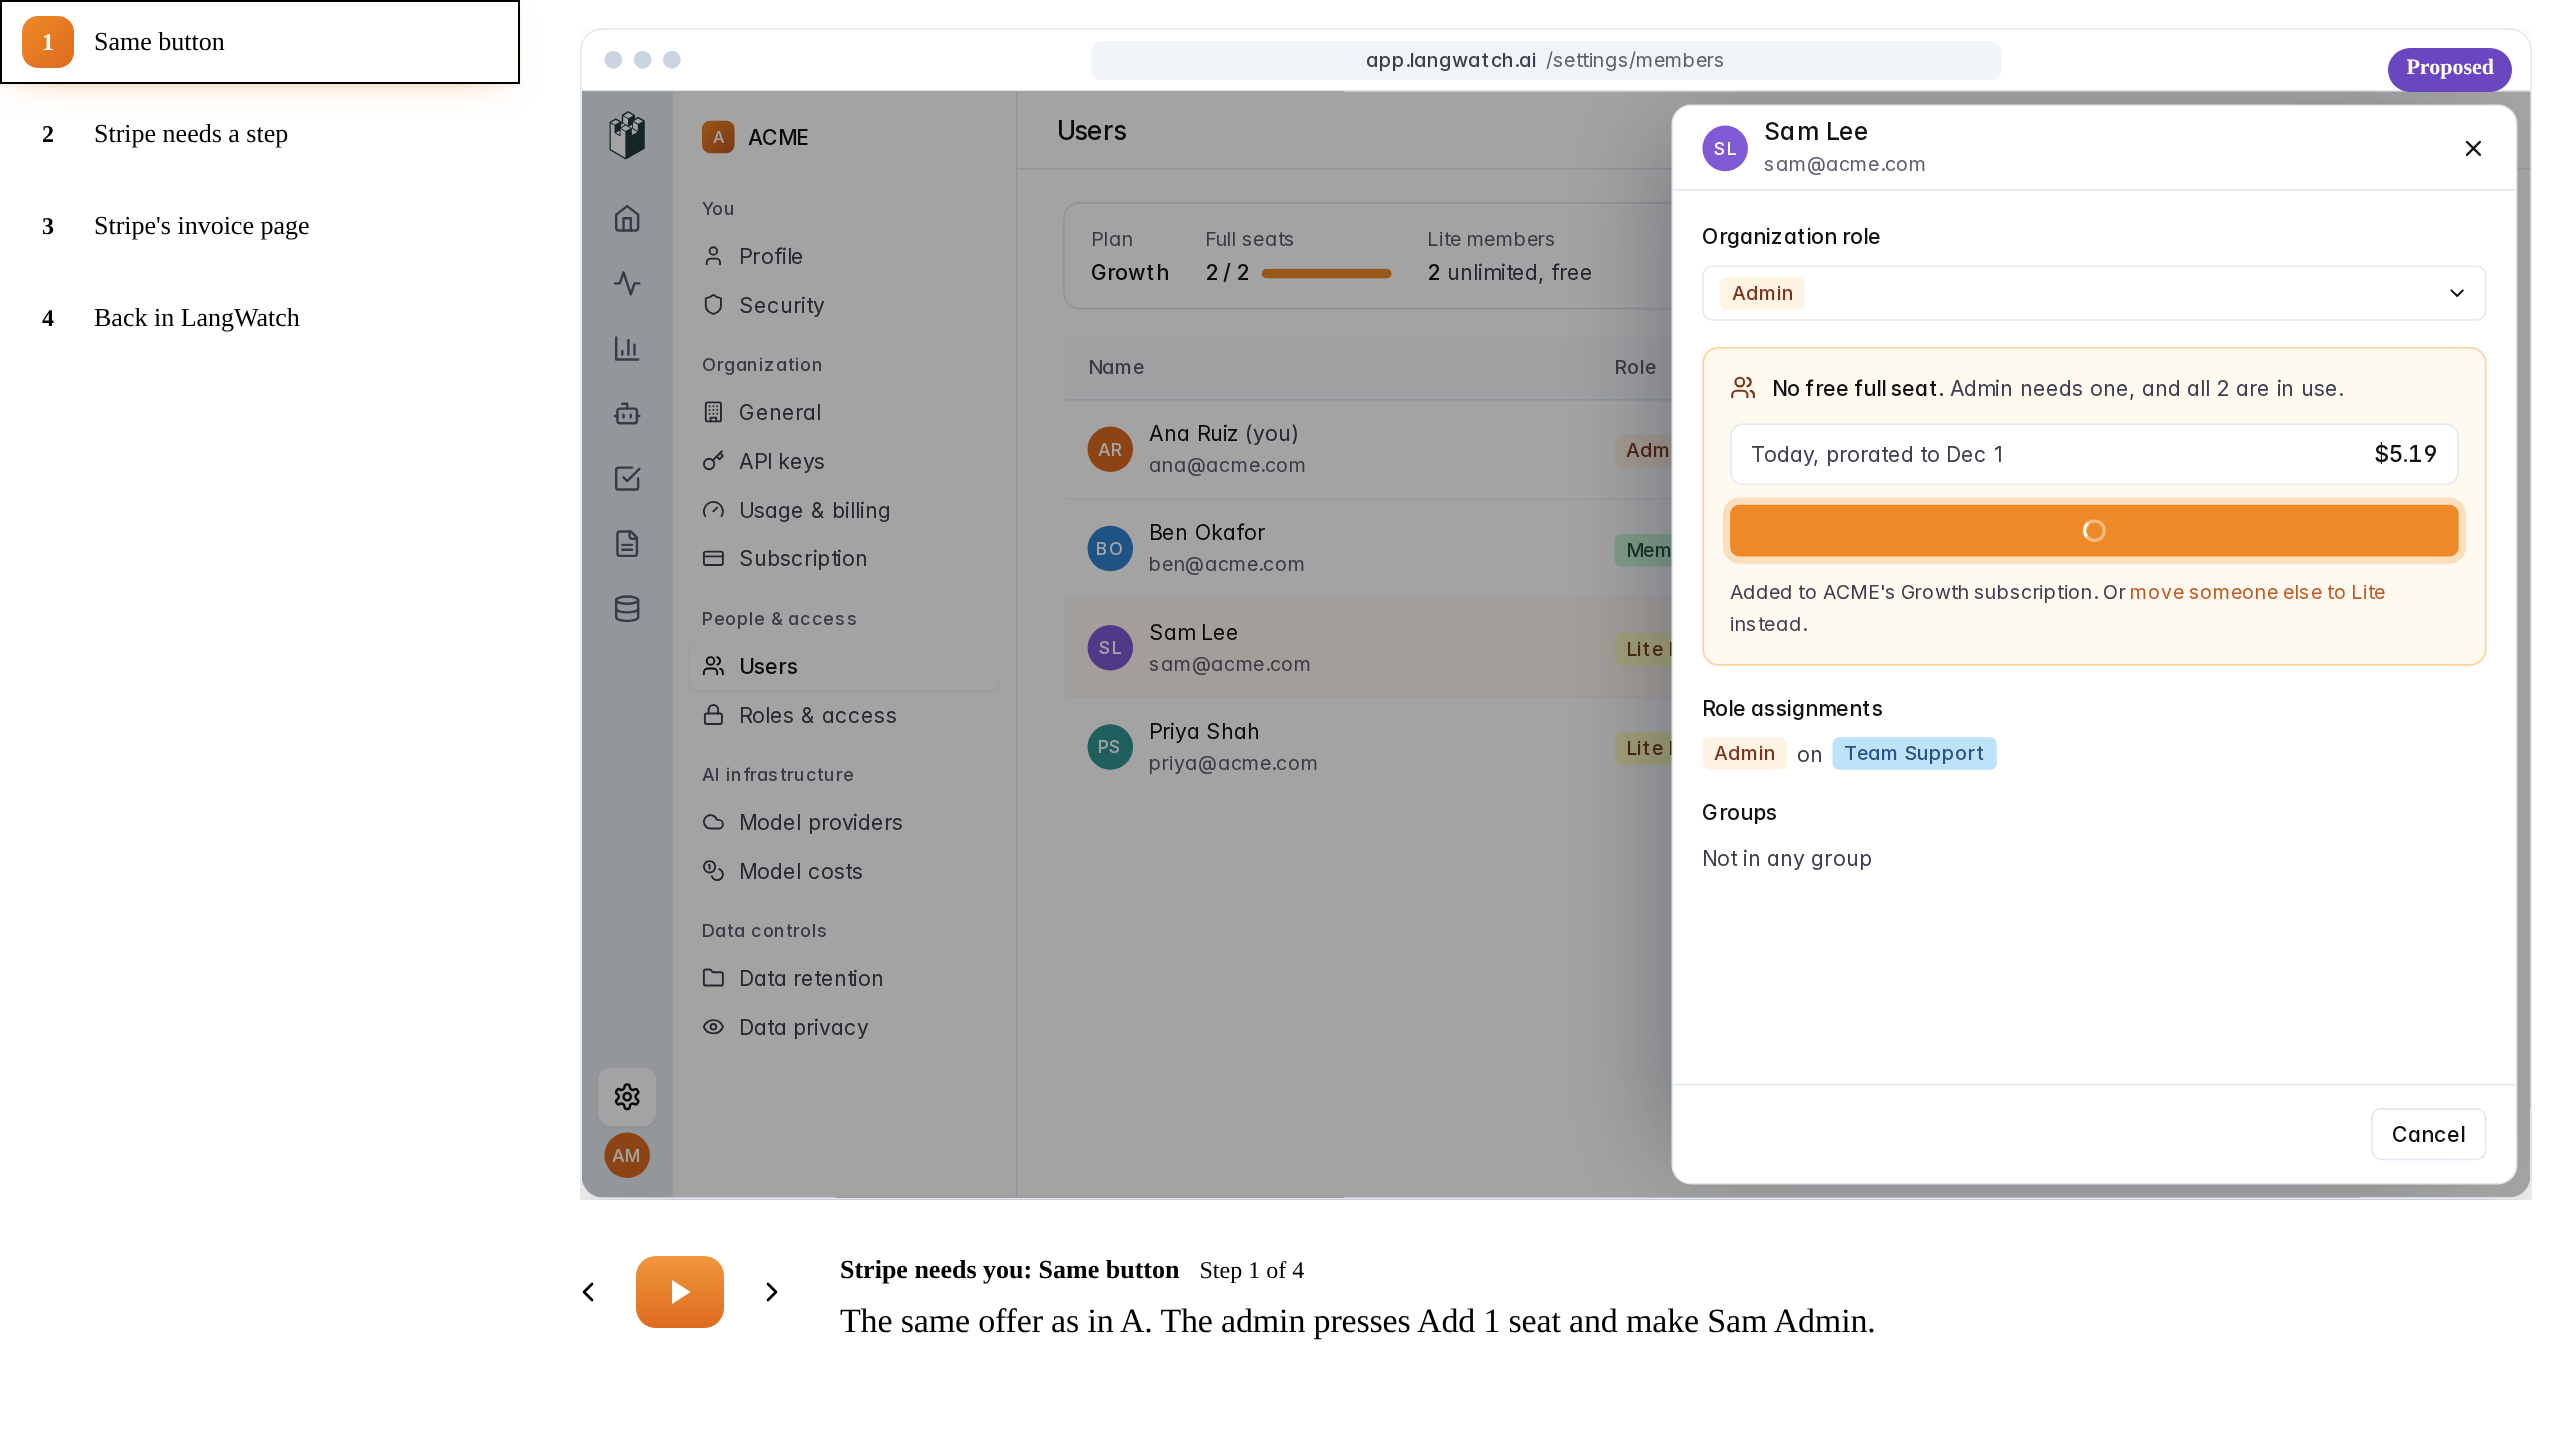 1 Same button
2 Stripe needs a step
3 Stripe's invoice page
4 Back in LangWatch
app.langwatch.ai /settings/members
Proposed
A ACME
You
Profile
Security
Organization
General
API keys
Usage & billing
Subscription
People & access
Users
Roles & access
AI infrastructure
Model providers
Model costs
Data controls
Data retention
Data privacy
AM
Users
Plan Full seats Lite members
Growth 2 / 2 2 unlimited, free
Name Role
AR Ana Ruiz (you) Adm
ana@acme.com
BO Ben Okafor Mem
ben@acme.com
SL Sam Lee Lite
sam@acme.com
PS Priya Shah Lite
priya@acme.com
SL Sam Lee
sam@acme.com
Organization role
Admin
No free full seat. Admin needs one, and all 2 are in use.
Today, prorated to Dec 1 $5.19
Added to ACME's Growth subscription. Or move someone else to Lite
instead.
Role assignments
Admin on Team Support
Groups
Not in any group
Cancel
Stripe needs you: Same button Step 1 of 4
The same offer as in A. The admin presses Add 1 seat and make Sam Admin.